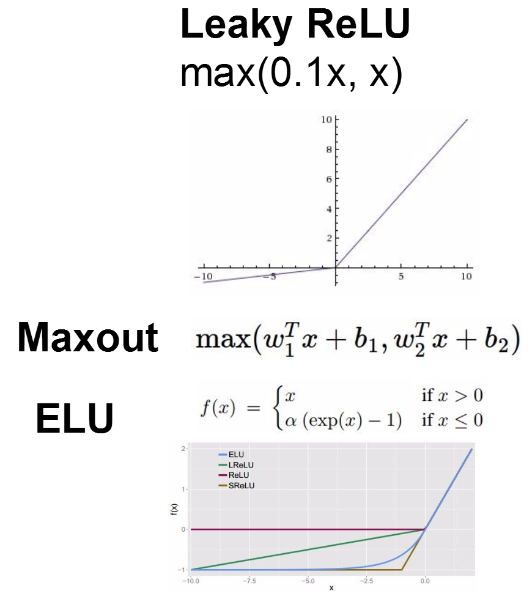 Leaky ReLU
max(0.1x, x)
10
8
6
4
2
-10 -5 5 10
Maxout max(w₁ᵀx + b₁, w₂ᵀx + b₂)
ELU f(x) = { x if x > 0
α (exp(x) − 1) if x ≤ 0
ELU
LReLU
ReLU
SReLU
2
1
0
-1
f(x)
-10.0 -7.5 -5.0 -2.5 0.0
x